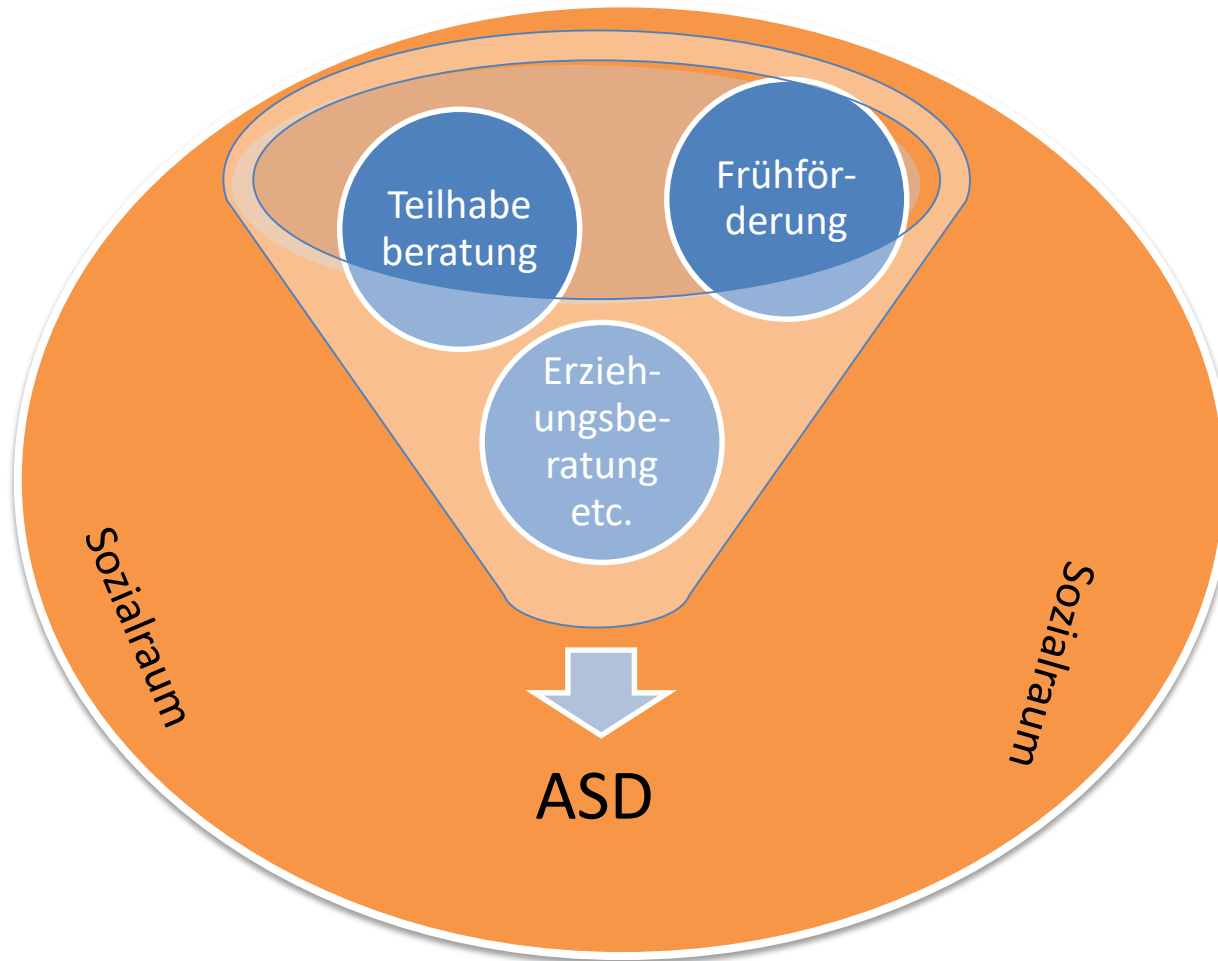 Teilhabe
beratung
Frühför-
derung
Erzieh-
ungsbe-
ratung
etc.
Sozialraum
Sozialraum
ASD